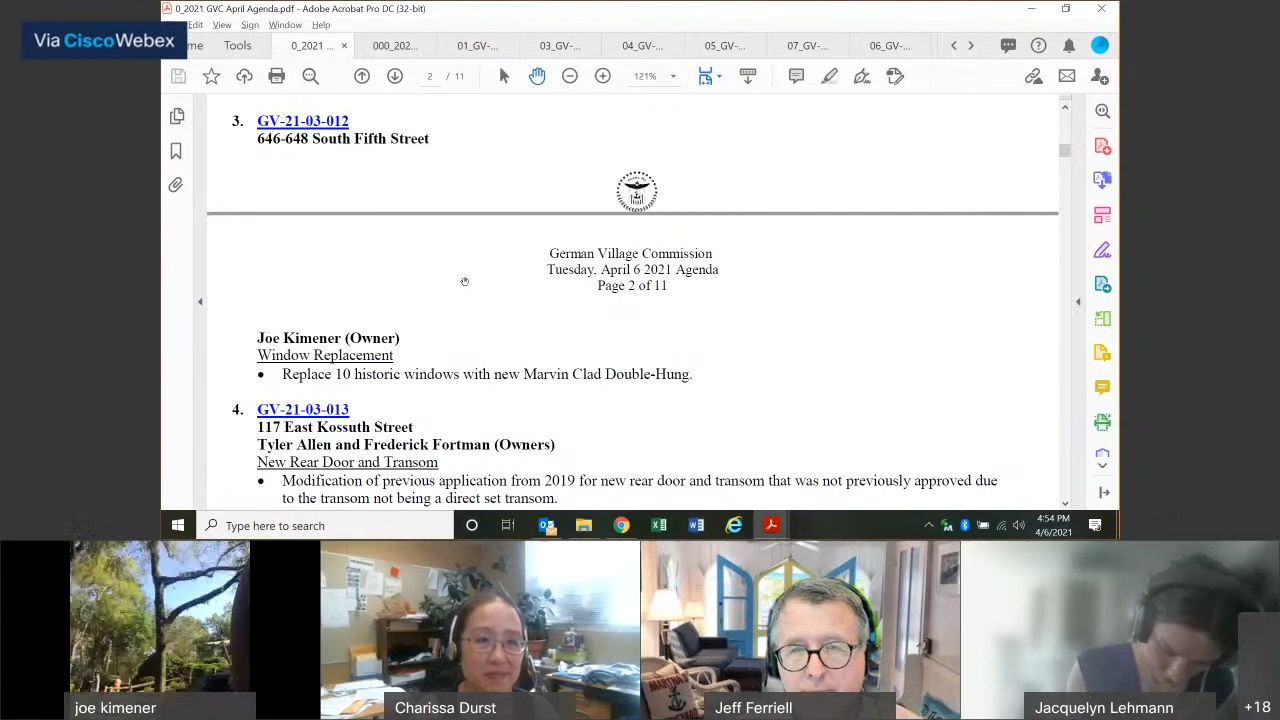 0_2021 GVC April Agenda.pdf - Adobe Acrobat Pro DC (32-bit)
Via CiscoWebex
Edit View Sign Window Help
me Tools 0_2021 ... × 000_202... 01_GV-... 03_GV-... 04_GV-... 05_GV-... 07_GV-... 06_GV-...
2 / 11 121%
3. GV-21-03-012
646-648 South Fifth Street
German Village Commission
Tuesday, April 6 2021 Agenda
Page 2 of 11
Joe Kimener (Owner)
Window Replacement
• Replace 10 historic windows with new Marvin Clad Double-Hung.
4. GV-21-03-013
117 East Kossuth Street
Tyler Allen and Frederick Fortman (Owners)
New Rear Door and Transom
• Modification of previous application from 2019 for new rear door and transom that was not previously approved due
to the transom not being a direct set transom.
Type here to search
4:54 PM
4/6/2021
joe kimener
Charissa Durst
Jeff Ferriell
Jacquelyn Lehmann
+18